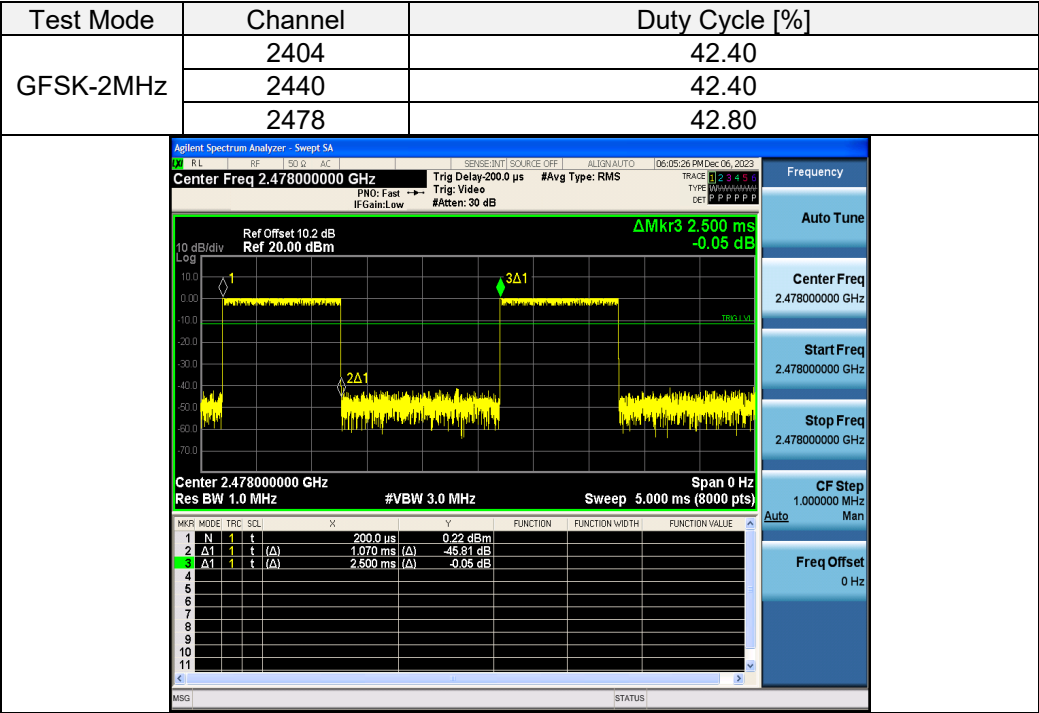 Test Mode Channel Duty Cycle [%]
GFSK-2MHz
2404 42.40
2440 42.40
2478 42.80
Agilent Spectrum Analyzer - Swept SA
LXI RL RF 50 Ω AC SENSE:INT SOURCE OFF ALIGNAUTO 06:05:26 PM Dec 06, 2023
Center Freq 2.478000000 GHz
PNO: Fast
IFGain:Low
Trig Delay-200.0 µs #Avg Type: RMS
Trig: Video
#Atten: 30 dB
TRACE 1 2 3 4 5 6
TYPE
DET P P P P P P
Ref Offset 10.2 dB
10 dB/div Ref 20.00 dBm
Log
ΔMkr3 2.500 ms
-0.05 dB
10.0
0.00
-10.0
-20.0
-30.0
-40.0
-50.0
-60.0
-70.0
1
2Δ1
3Δ1
TRIG LVL
Center 2.478000000 GHz Span 0 Hz
Res BW 1.0 MHz #VBW 3.0 MHz Sweep 5.000 ms (8000 pts)
MKR MODE TRC SCL X Y FUNCTION FUNCTION WIDTH FUNCTION VALUE
1 N 1 t 200.0 µs 0.22 dBm
2 Δ1 1 t (Δ) 1.070 ms (Δ) -45.81 dB
3 Δ1 1 t (Δ) 2.500 ms (Δ) -0.05 dB
4
5
6
7
8
9
10
11
MSG STATUS
Frequency
Auto Tune
Center Freq
2.478000000 GHz
Start Freq
2.478000000 GHz
Stop Freq
2.478000000 GHz
CF Step
1.000000 MHz
Auto Man
Freq Offset
0 Hz